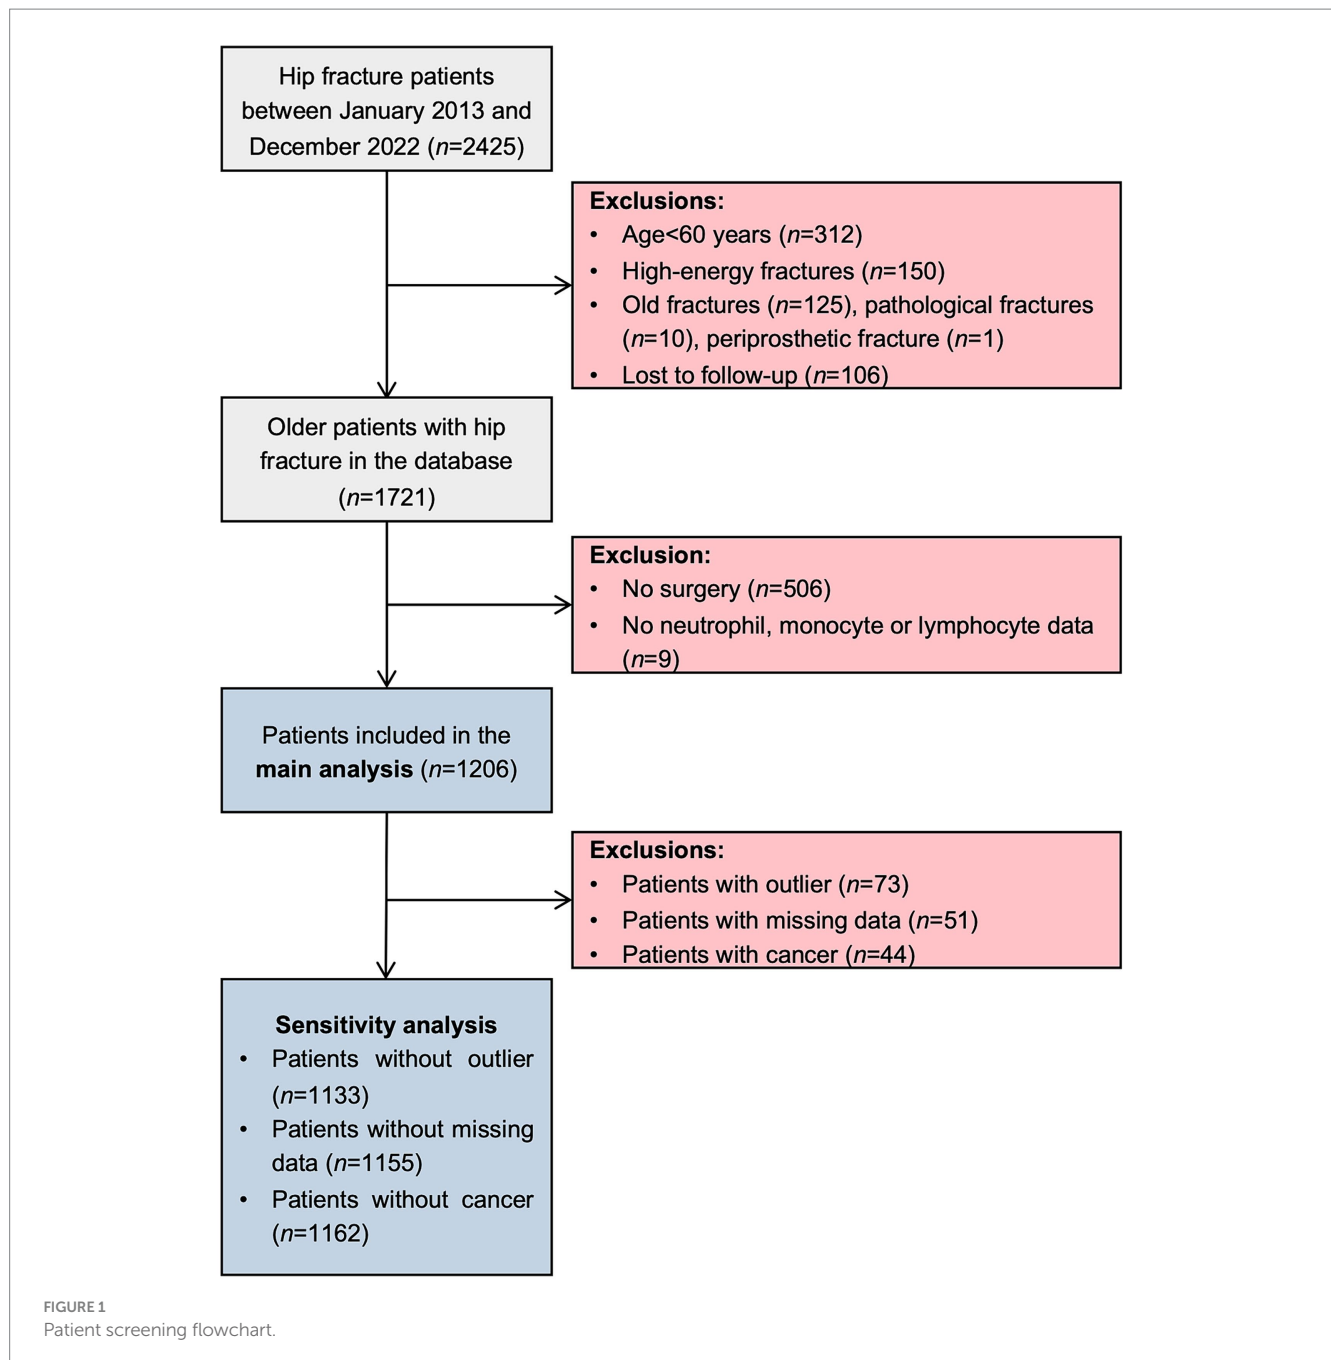 Hip fracture patients
between January 2013 and
December 2022 (n=2425)
Exclusions:
• Age<60 years (n=312)
• High-energy fractures (n=150)
• Old fractures (n=125), pathological fractures
(n=10), periprosthetic fracture (n=1)
• Lost to follow-up (n=106)
Older patients with hip
fracture in the database
(n=1721)
Exclusion:
• No surgery (n=506)
• No neutrophil, monocyte or lymphocyte data
(n=9)
Patients included in the
main analysis (n=1206)
Exclusions:
• Patients with outlier (n=73)
• Patients with missing data (n=51)
• Patients with cancer (n=44)
Sensitivity analysis
• Patients without outlier
(n=1133)
• Patients without missing
data (n=1155)
• Patients without cancer
(n=1162)
FIGURE 1
Patient screening flowchart.